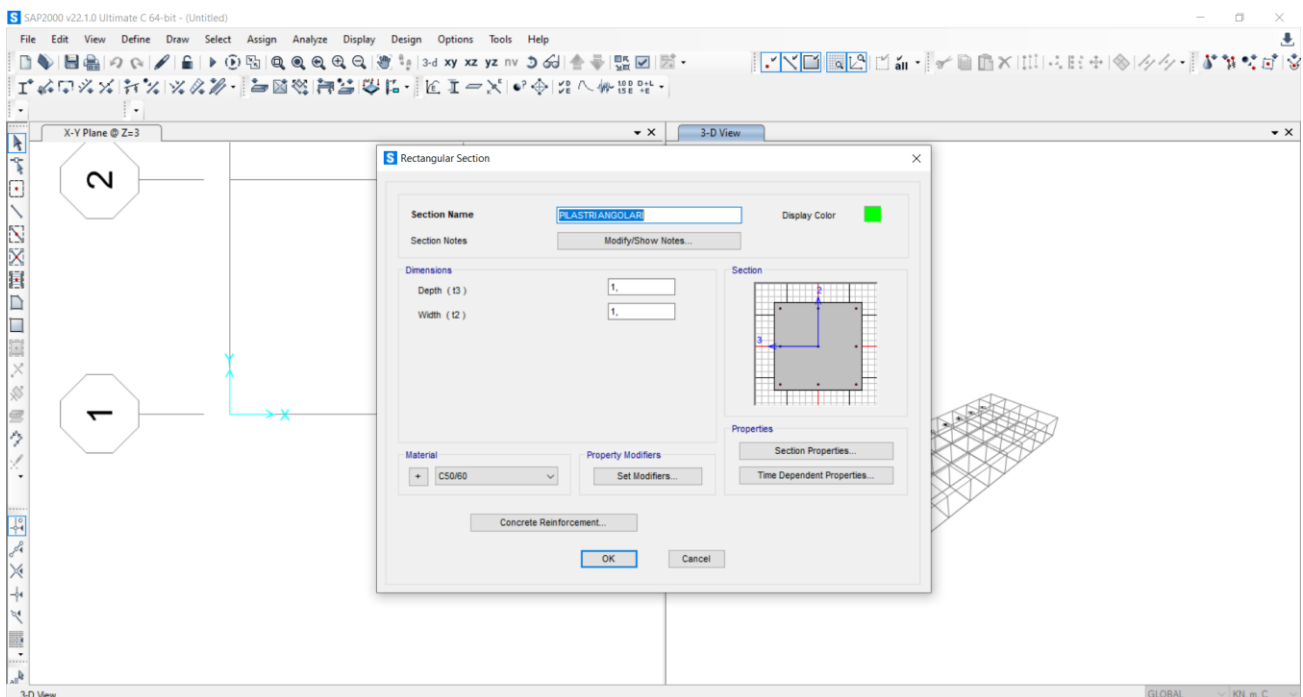 SAP2000 v22.1.0 Ultimate C 64-bit - (Untitled)
File Edit View Define Draw Select Assign Analyze Display Design Options Tools Help
3-d xy xz yz nv
all
X-Y Plane @ Z=3
3-D View
2
1
Y
X
Rectangular Section
Section Name
PILASTRIANGOLARI
Display Color
Section Notes
Modify/Show Notes...
Dimensions
Depth ( t3 )
1,
Width ( t2 )
1,
Section
2
3
Properties
Section Properties...
Time Dependent Properties...
Material
+
C50/60
Property Modifiers
Set Modifiers...
Concrete Reinforcement...
OK
Cancel
3-D View
GLOBAL
KN, m, C